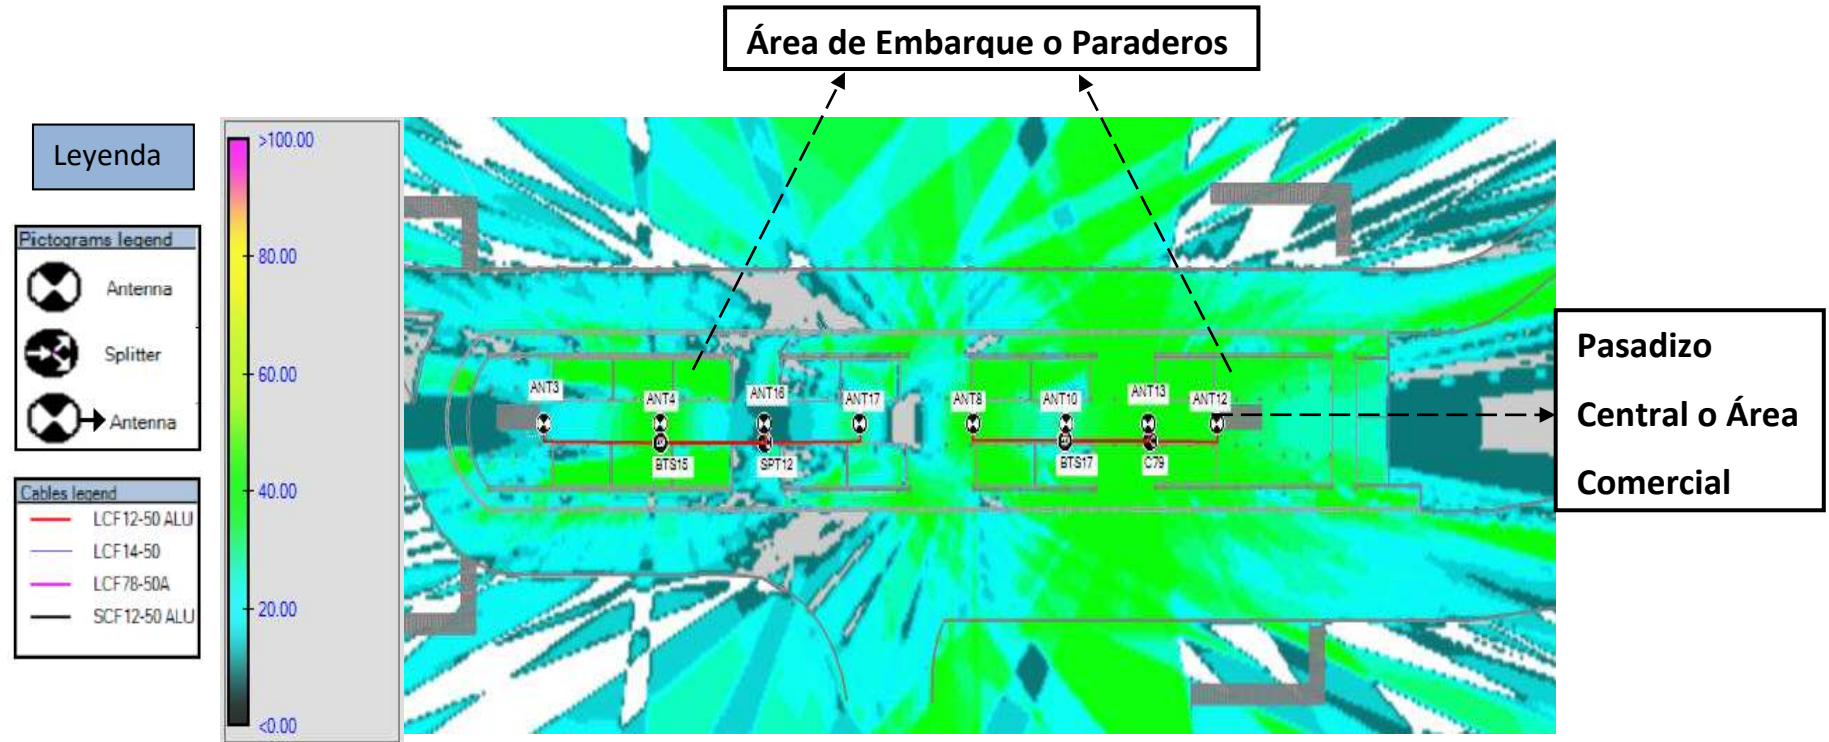 Área de Embarque o Paraderos
Leyenda
Pictograms legend
Antenna
Splitter
Antenna
Cables legend
LCF12-50 ALU
LCF14-50
LCF78-50A
SCF12-50 ALU
>100.00
80.00
60.00
40.00
20.00
<0.00
ANT3
ANT4
ANT16
ANT17
ANT8
ANT10
ANT13
ANT12
BTS15
SPT12
BTS17
C79
Pasadizo
Central o Área
Comercial